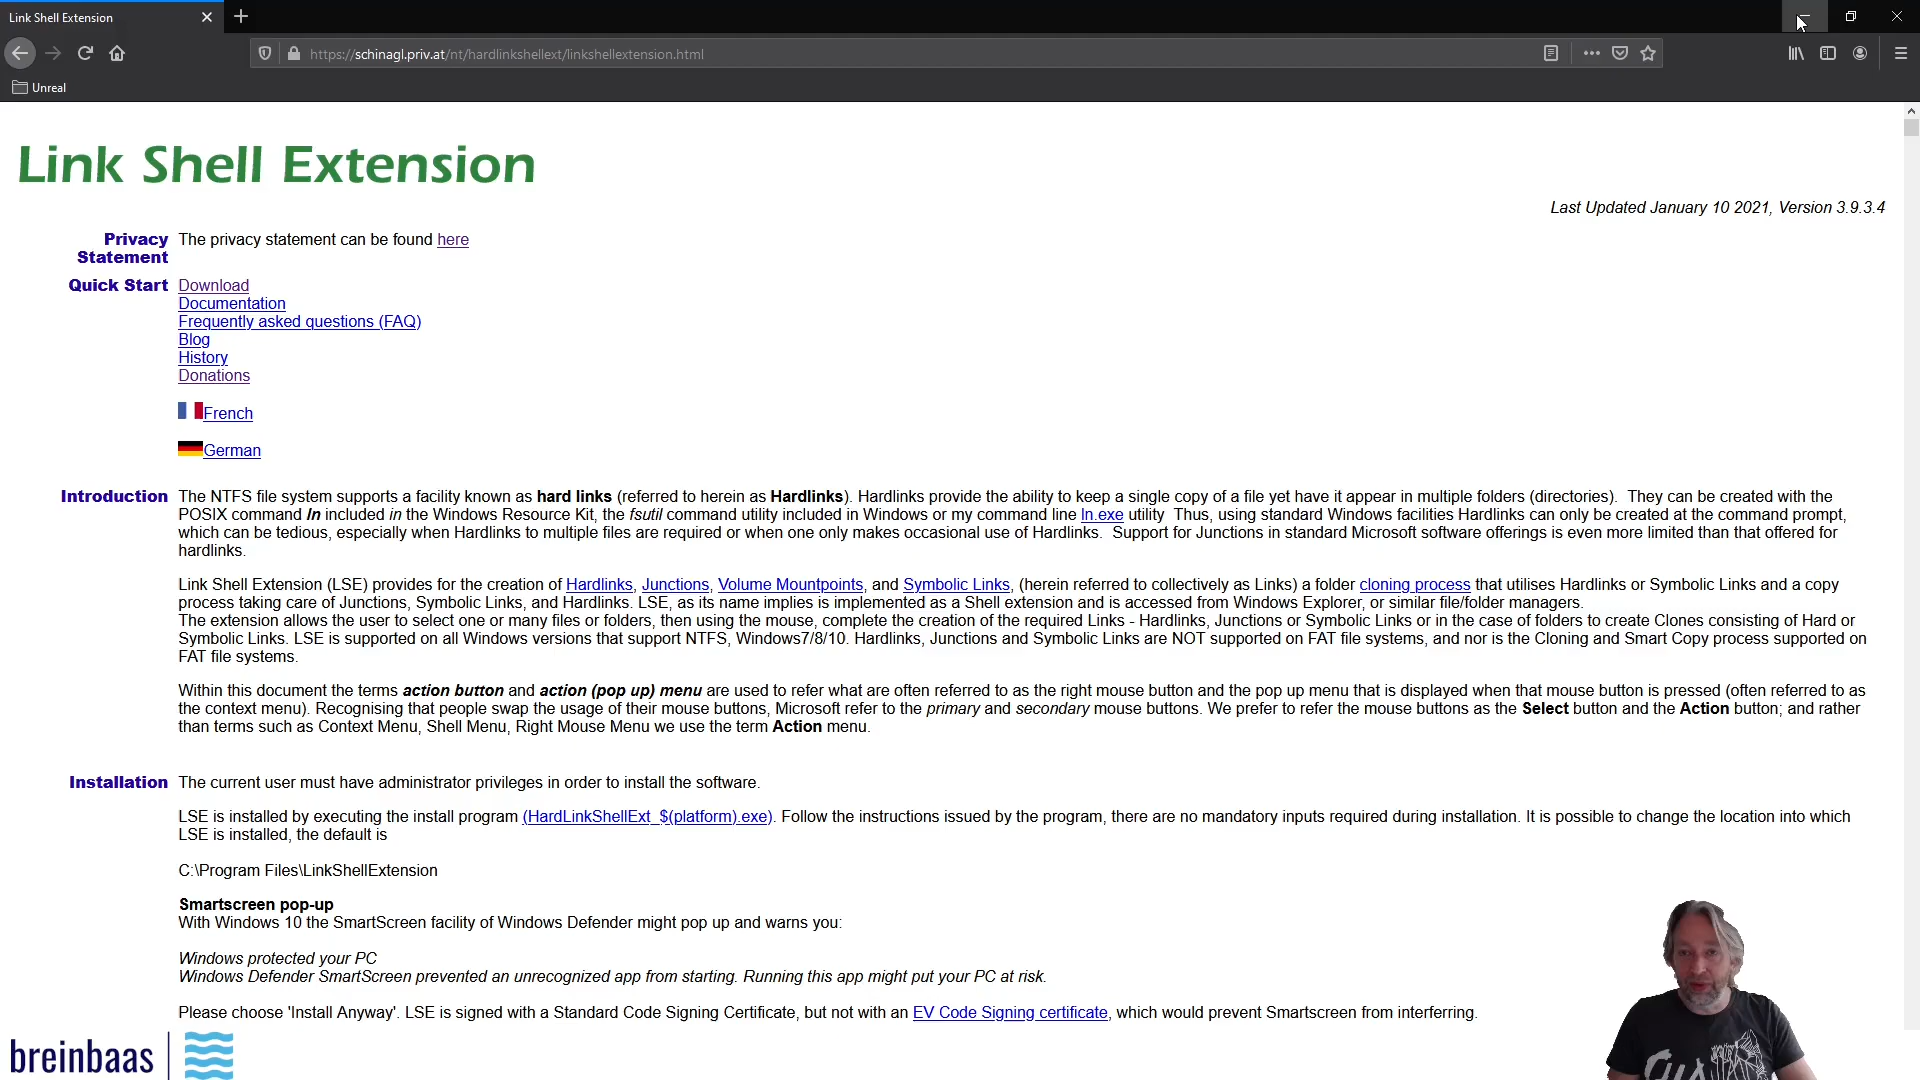 Link Shell Extension
https://schinagl.priv.at/nt/hardlinkshellext/linkshellextension.html
Unreal
Link Shell Extension
Last Updated January 10 2021, Version 3.9.3.4
Privacy Statement The privacy statement can be found here
Quick Start Download
Documentation
Frequently asked questions (FAQ)
Blog
History
Donations
French
German
Introduction The NTFS file system supports a facility known as hard links (referred to herein as Hardlinks). Hardlinks provide the ability to keep a single copy of a file yet have it appear in multiple folders (directories). They can be created with the
POSIX command ln included in the Windows Resource Kit, the fsutil command utility included in Windows or my command line ln.exe utility Thus, using standard Windows facilities Hardlinks can only be created at the command prompt,
which can be tedious, especially when Hardlinks to multiple files are required or when one only makes occasional use of Hardlinks. Support for Junctions in standard Microsoft software offerings is even more limited than that offered for
hardlinks.
Link Shell Extension (LSE) provides for the creation of Hardlinks, Junctions, Volume Mountpoints, and Symbolic Links, (herein referred to collectively as Links) a folder cloning process that utilises Hardlinks or Symbolic Links and a copy
process taking care of Junctions, Symbolic Links, and Hardlinks. LSE, as its name implies is implemented as a Shell extension and is accessed from Windows Explorer, or similar file/folder managers.
The extension allows the user to select one or many files or folders, then using the mouse, complete the creation of the required Links - Hardlinks, Junctions or Symbolic Links or in the case of folders to create Clones consisting of Hard or
Symbolic Links. LSE is supported on all Windows versions that support NTFS, Windows7/8/10. Hardlinks, Junctions and Symbolic Links are NOT supported on FAT file systems, and nor is the Cloning and Smart Copy process supported on
FAT file systems.
Within this document the terms action button and action (pop up) menu are used to refer what are often referred to as the right mouse button and the pop up menu that is displayed when that mouse button is pressed (often referred to as
the context menu). Recognising that people swap the usage of their mouse buttons, Microsoft refer to the primary and secondary mouse buttons. We prefer to refer the mouse buttons as the Select button and the Action button; and rather
than terms such as Context Menu, Shell Menu, Right Mouse Menu we use the term Action menu.
Installation The current user must have administrator privileges in order to install the software.
LSE is installed by executing the install program (HardLinkShellExt_$(platform).exe). Follow the instructions issued by the program, there are no mandatory inputs required during installation. It is possible to change the location into which
LSE is installed, the default is
C:\Program Files\LinkShellExtension
Smartscreen pop-up
With Windows 10 the SmartScreen facility of Windows Defender might pop up and warns you:
Windows protected your PC
Windows Defender SmartScreen prevented an unrecognized app from starting. Running this app might put your PC at risk.
Please choose 'Install Anyway'. LSE is signed with a Standard Code Signing Certificate, but not with an EV Code Signing certificate, which would prevent Smartscreen from interfering.
breinbaas